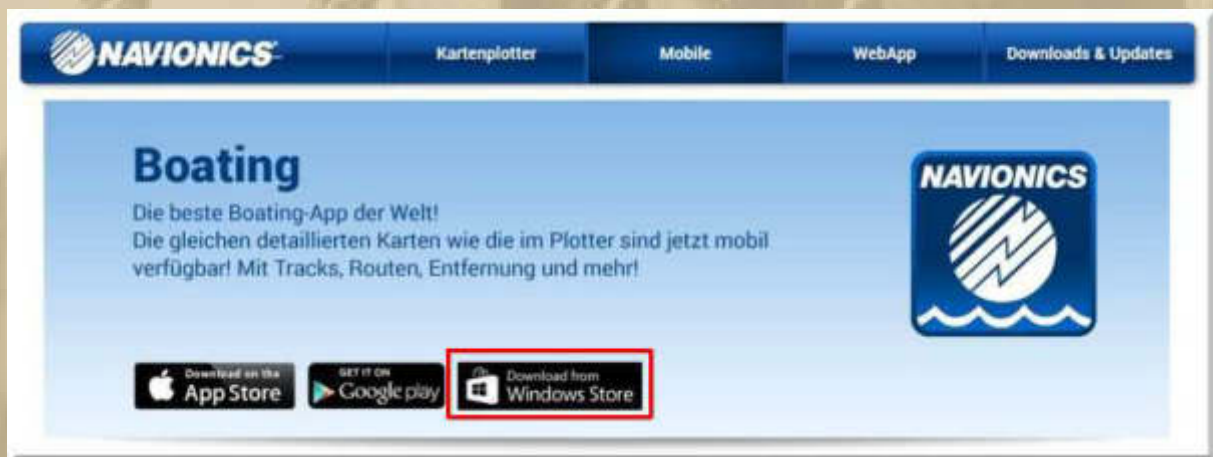 NAVIONICS
Kartenplotter
Mobile
WebApp
Downloads & Updates
Boating
Die beste Boating-App der Welt!
Die gleichen detaillierten Karten wie die im Plotter sind jetzt mobil
verfügbar! Mit Tracks, Routen, Entfernung und mehr!
NAVIONICS
Download on the
App Store
GET IT ON
Google play
Download from
Windows Store